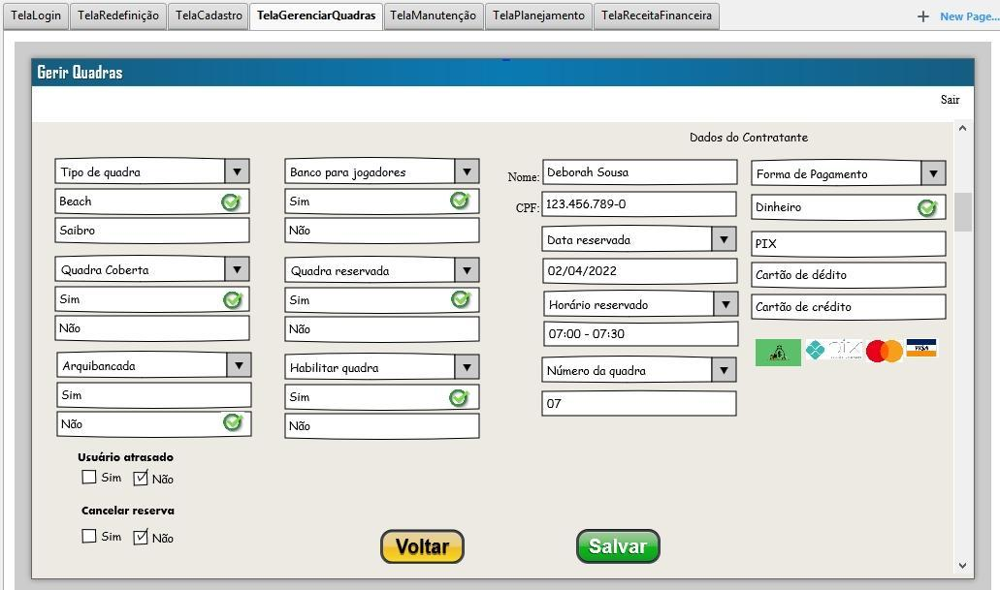 TelaLogin TelaRedefinição TelaCadastro TelaGerenciarQuadras TelaManutenção TelaPlanejamento TelaReceitaFinanceira New Page...
Gerir Quadras
Sair
Tipo de quadra
Beach
Saibro
Quadra Coberta
Sim
Não
Arquibancada
Sim
Não
Usuário atrasado
Sim Não
Cancelar reserva
Sim Não
Banco para jogadores
Sim
Não
Quadra reservada
Sim
Não
Habilitar quadra
Sim
Não
Dados do Contratante
Nome: Deborah Sousa
CPF: 123.456.789-0
Data reservada
02/04/2022
Horário reservado
07:00 - 07:30
Número da quadra
07
Forma de Pagamento
Dinheiro
PIX
Cartão de dédito
Cartão de crédito
pix
VISA
Voltar Salvar